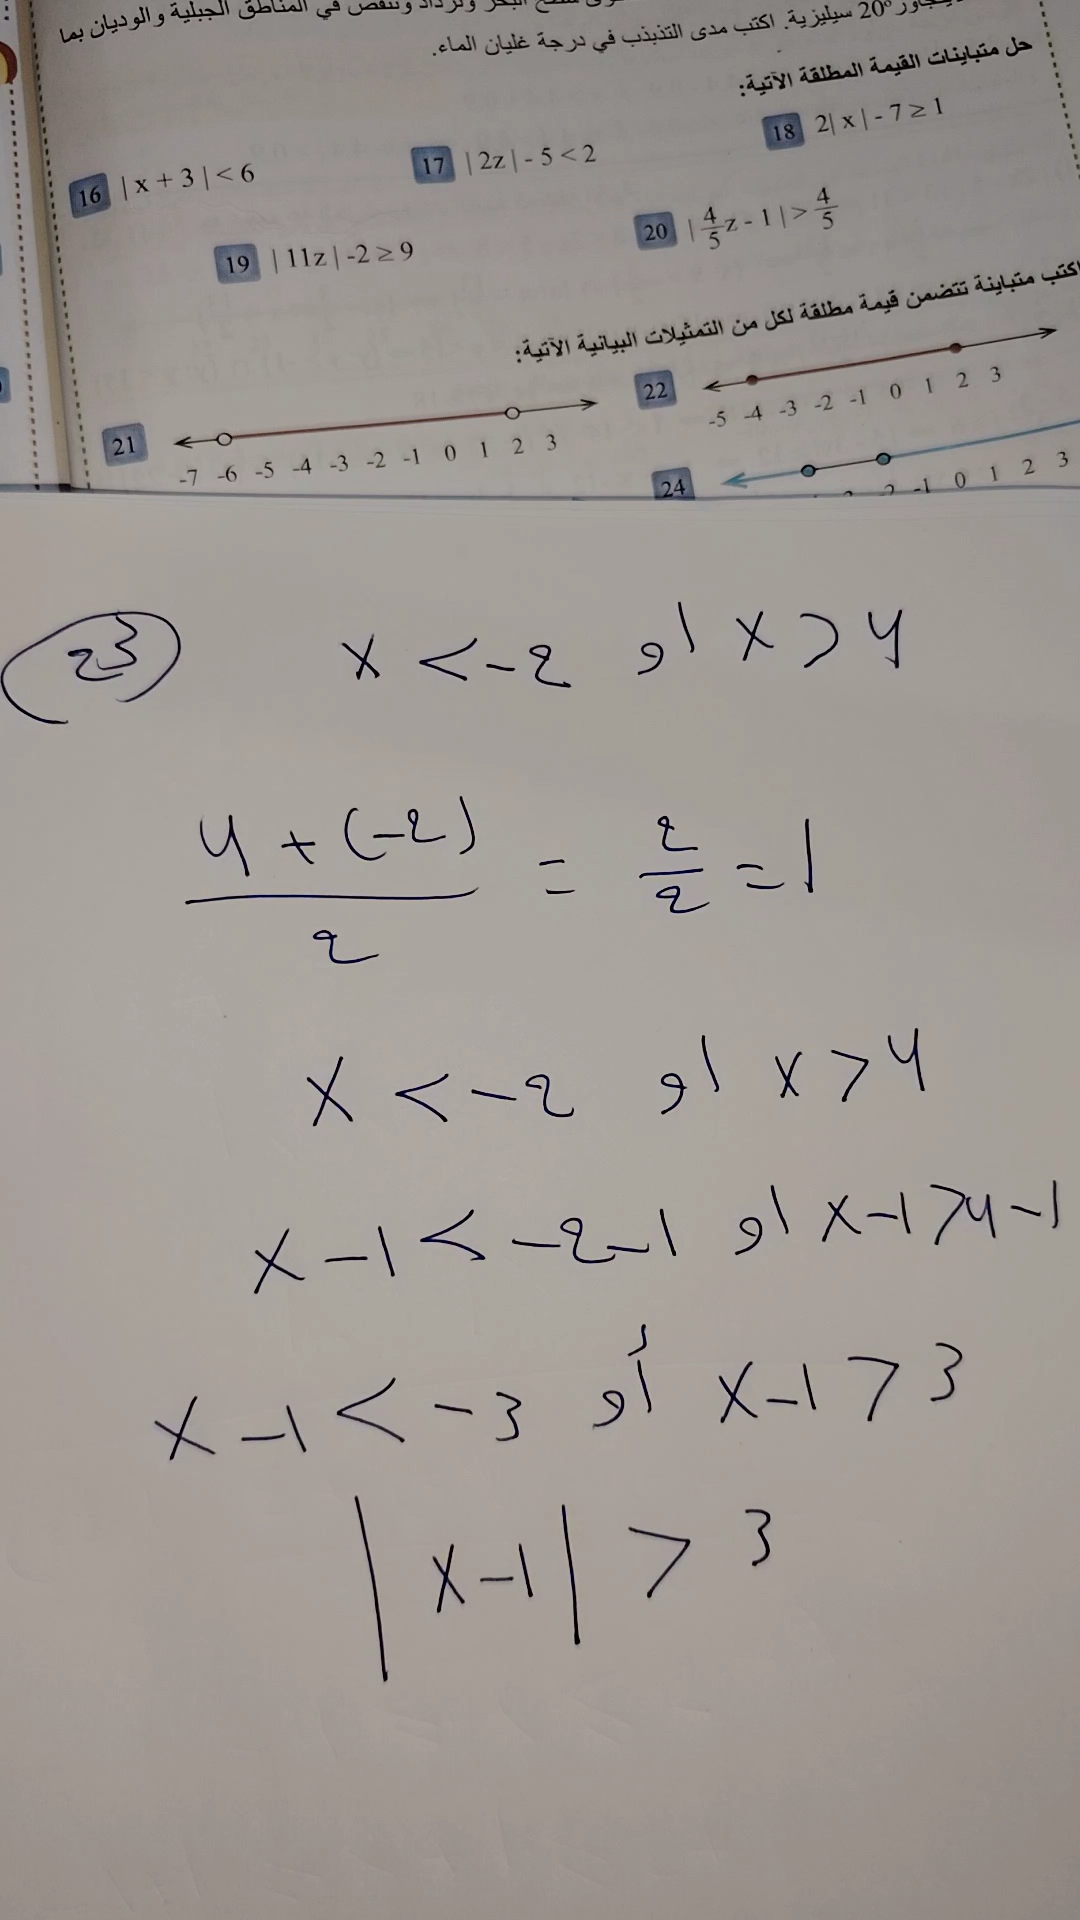 20° سيليزية. اكتب مدى التذبذب في درجة غليان الماء.
حل متباينات القيمة المطلقة الآتية:
16 | x + 3 | < 6 17 | 2z | - 5 < 2 18 2| x | - 7 ≥ 1
19 | 11z | -2 ≥ 9 20 | 4/5 z - 1 | > 4/5
اكتب متباينة تتضمن قيمة مطلقة لكل من التمثيلات البيانية الآتية:
21 -7 -6 -5 -4 -3 -2 -1 0 1 2 3
22 -5 -4 -3 -2 -1 0 1 2 3
24 -1 0 1 2 3
23 x < -2 او x > 4
4 + (-2) / 2 = 2/2 = 1
x < -2 او x > 4
x - 1 < -2 - 1 او x - 1 > 4 - 1
x - 1 < -3 أو x - 1 > 3
| x - 1 | > 3